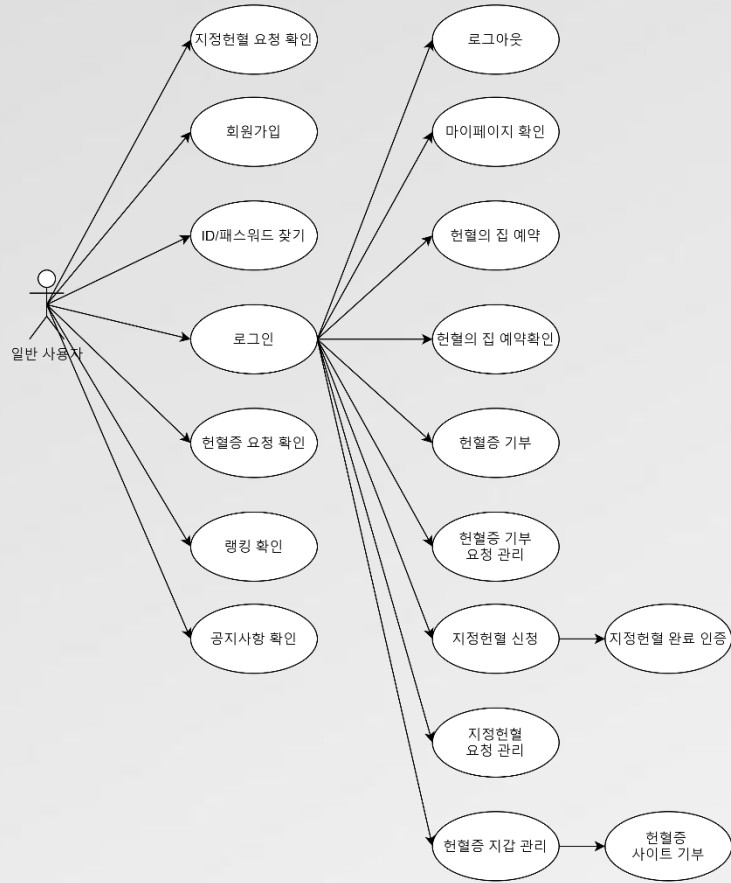 지정헌혈 요청 확인
로그아웃
회원가입
마이페이지 확인
ID/패스워드 찾기
헌혈의 집 예약
일반 사용자
로그인
헌혈의 집 예약확인
헌혈증 요청 확인
헌혈증 기부
랭킹 확인
헌혈증 기부
요청 관리
공지사항 확인
지정헌혈 신청
지정헌혈 완료 인증
지정헌혈
요청 관리
헌혈증 지갑 관리
헌혈증
사이트 기부